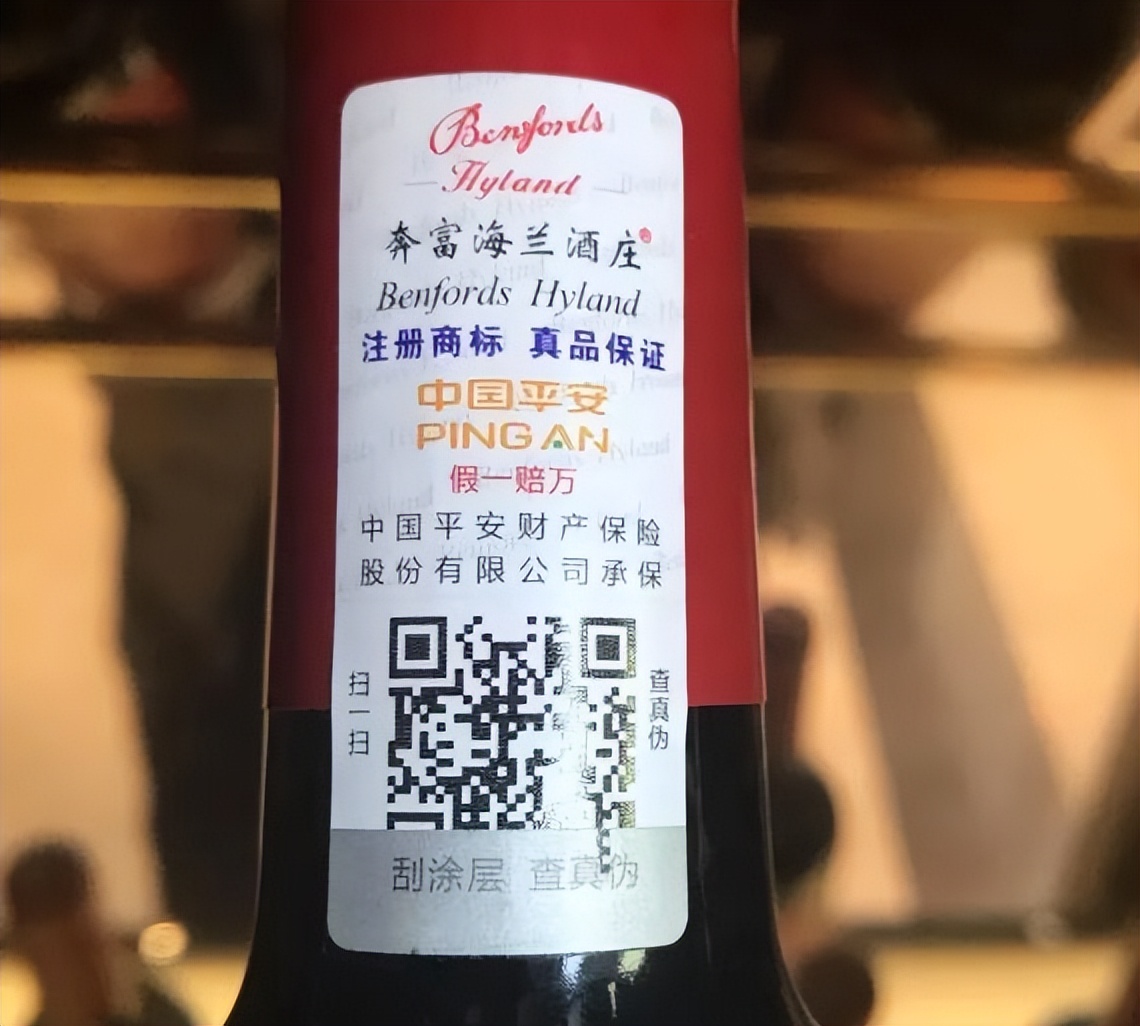 Benfords
Hyland
奔富海兰酒庄
Benfords Hyland
注册商标 真品保证
中国平安
PING AN
假一赔万
中国平安财产保险
股份有限公司承保
扫一扫
查真伪
刮涂层 查真伪